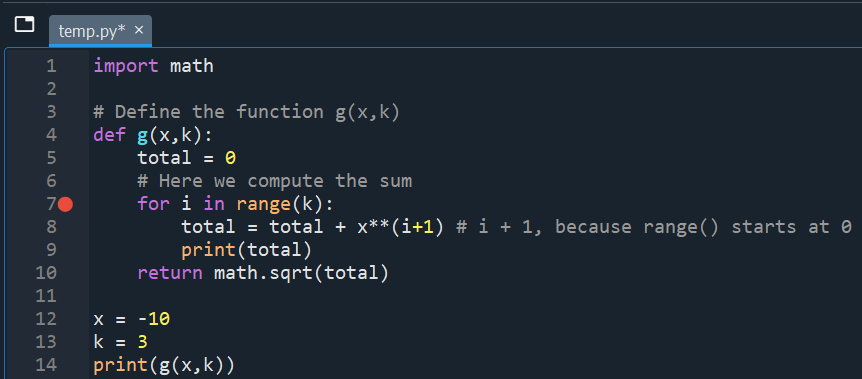 temp.py* ×
1 import math
2
3 # Define the function g(x,k)
4 def g(x,k):
5     total = 0
6     # Here we compute the sum
7     for i in range(k):
8         total = total + x**(i+1) # i + 1, because range() starts at 0
9         print(total)
10     return math.sqrt(total)
11
12 x = -10
13 k = 3
14 print(g(x,k))